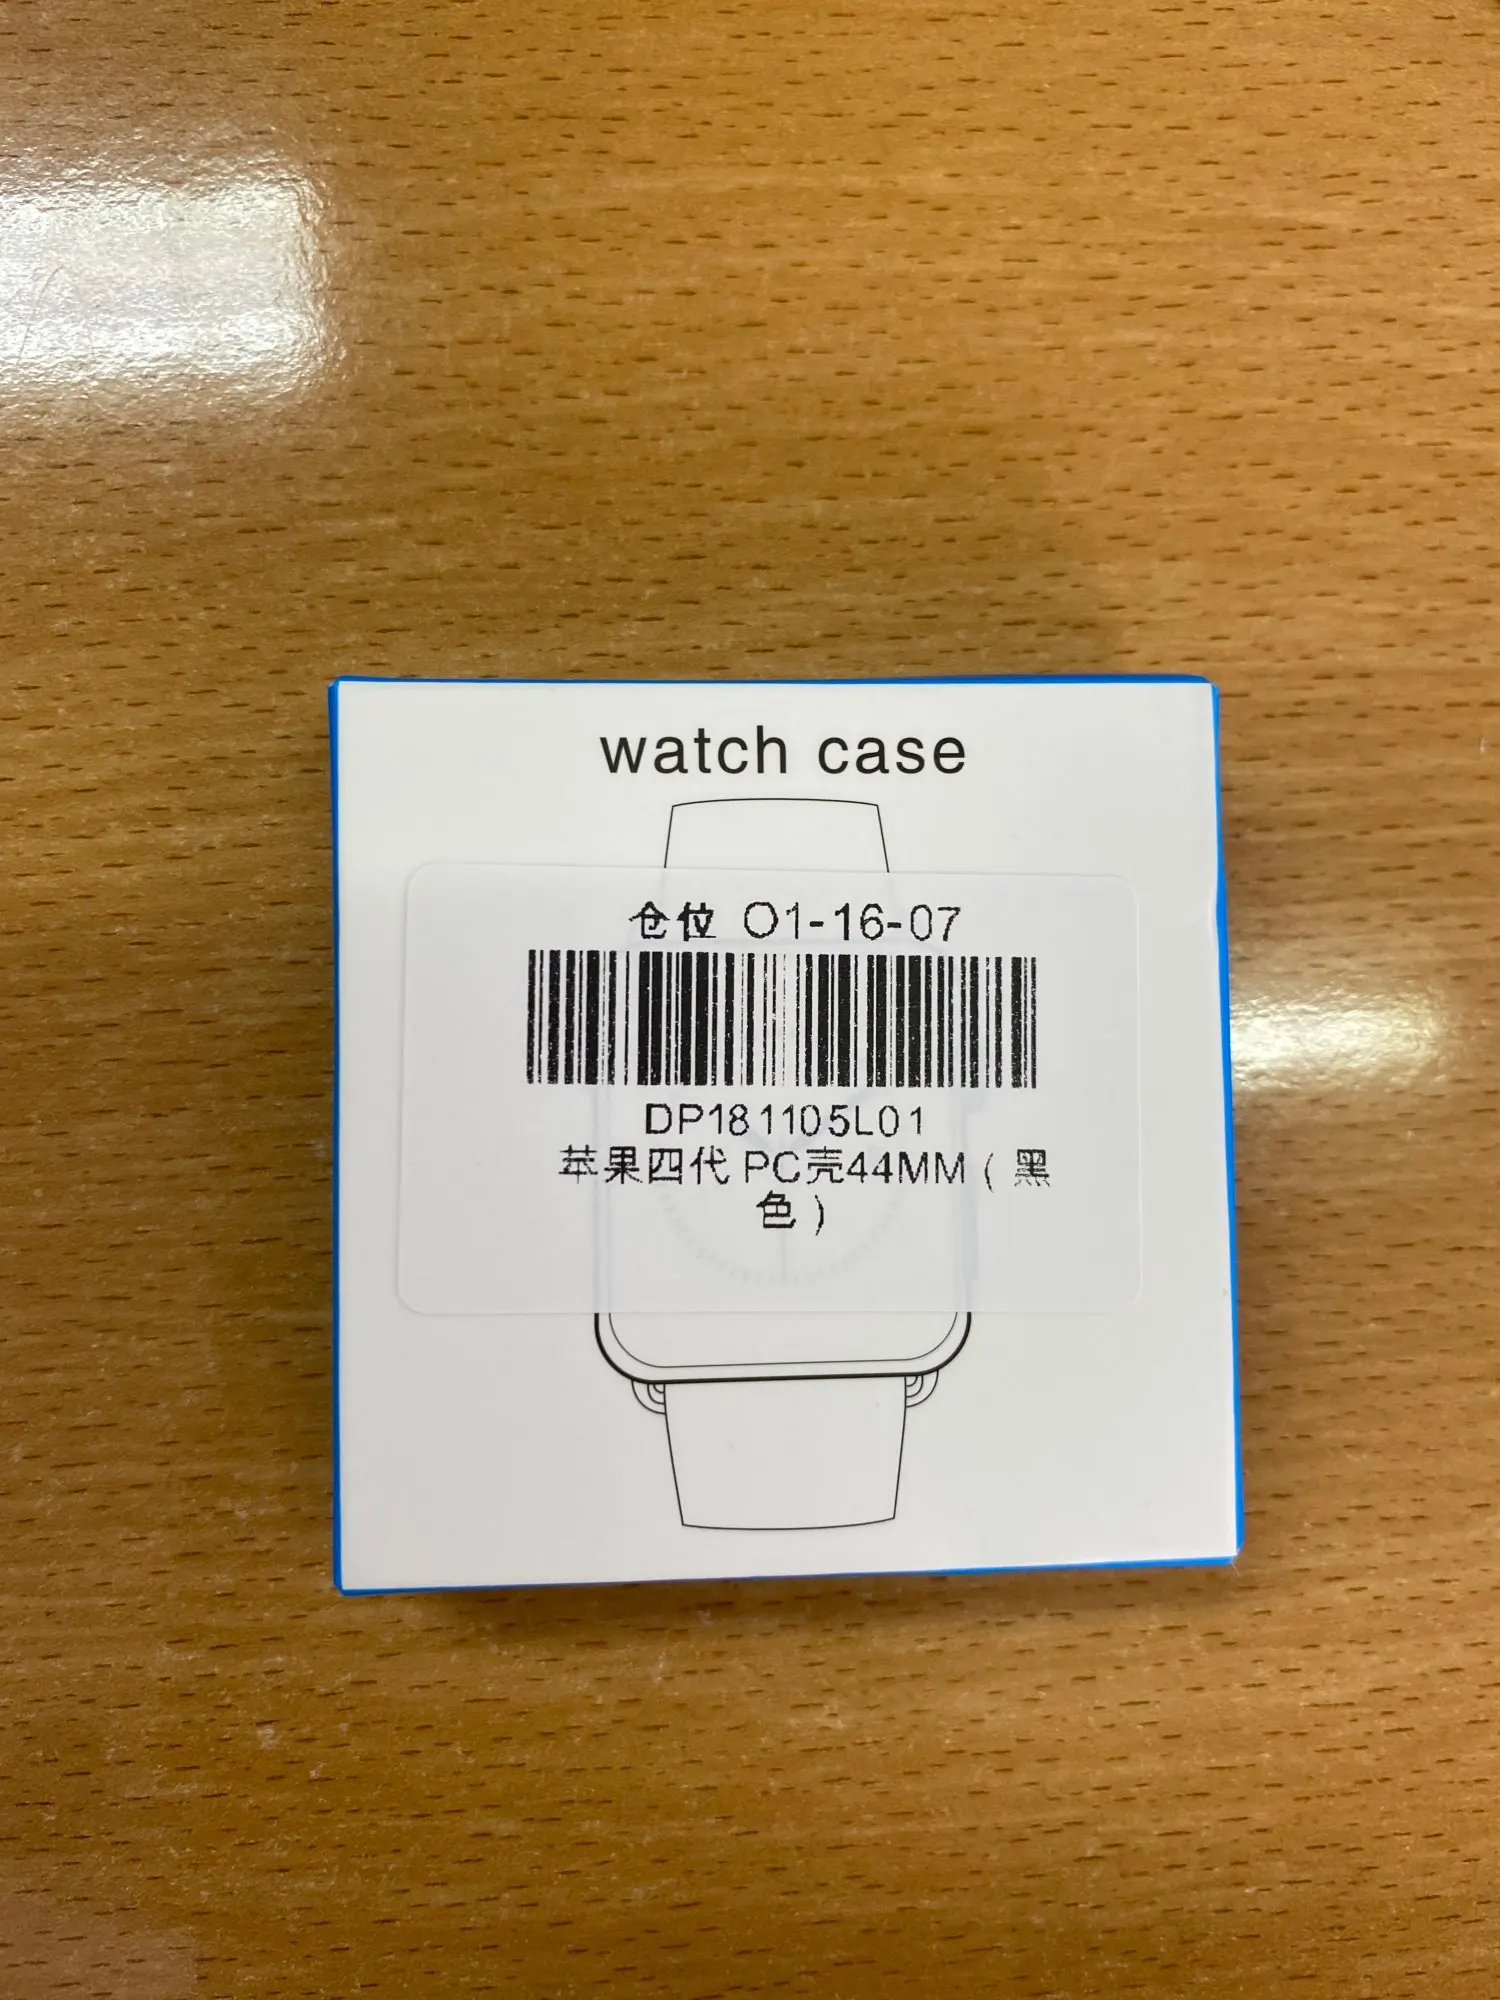 watch case
仓位 O1-16-07
DP181105L01
苹果四代 PC壳44MM（黑
色）